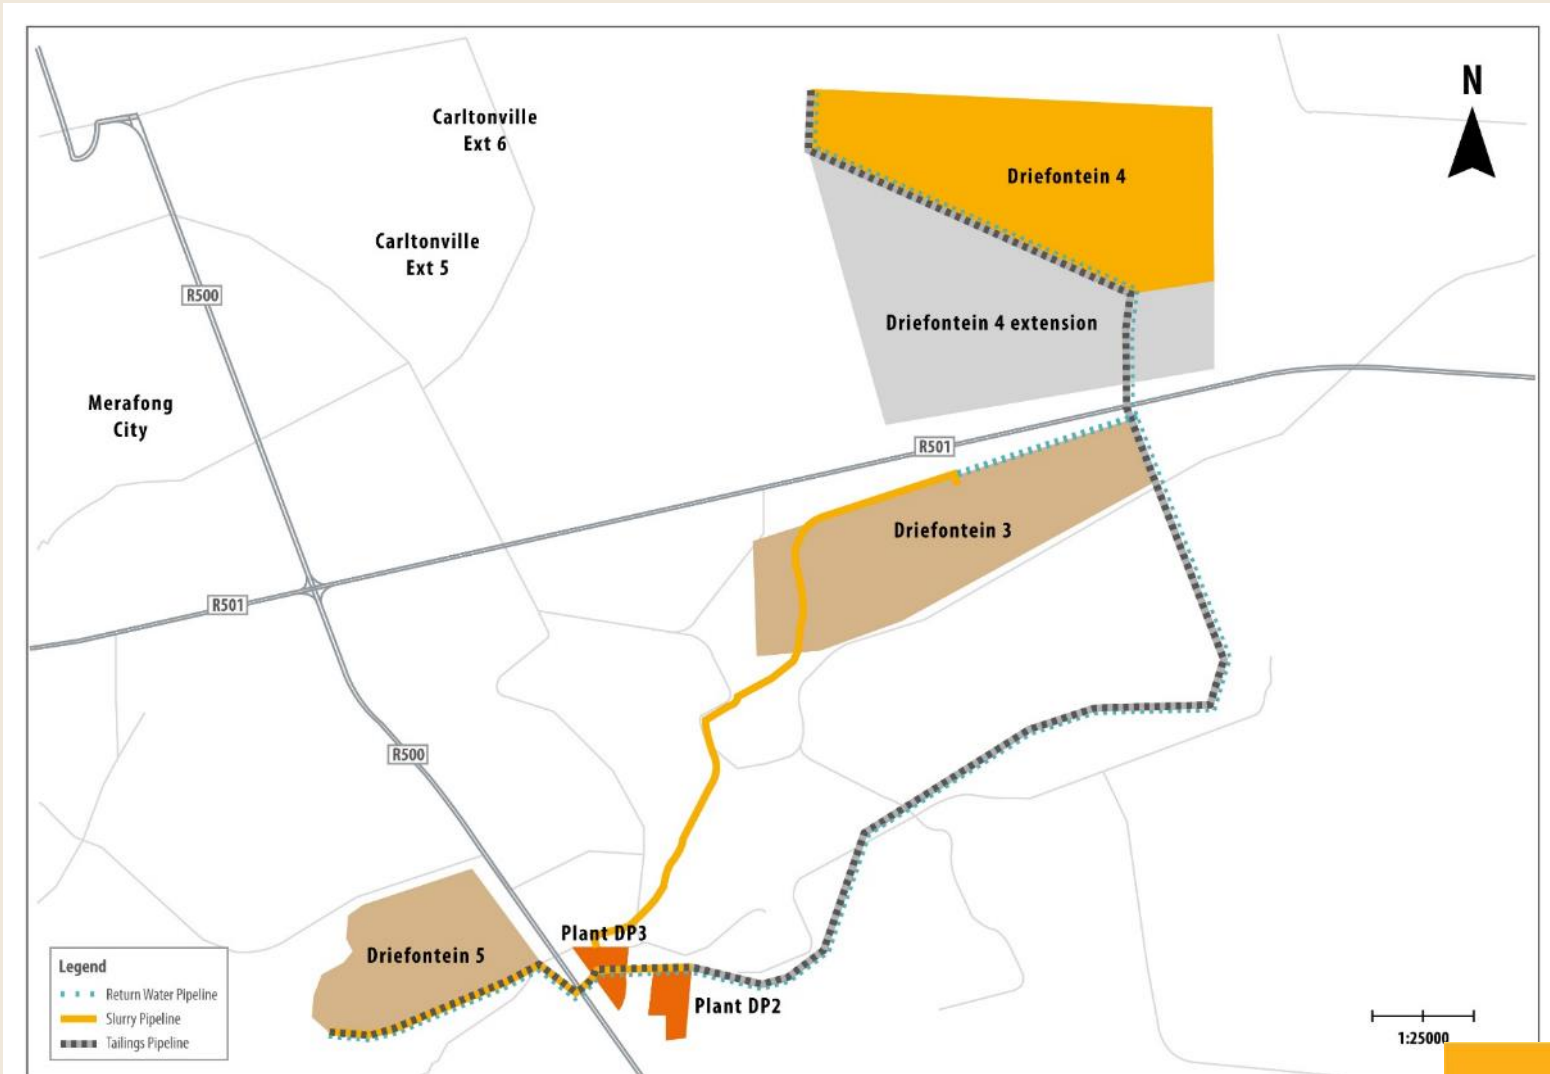 N
Carltonville
Ext 6
Driefontein 4
Carltonville
Ext 5
R500
Driefontein 4 extension
Merafong
City
R501
Driefontein 3
R501
R500
Plant DP3
Driefontein 5
Plant DP2
Legend
Return Water Pipeline
Slurry Pipeline
Tailings Pipeline
1:25000